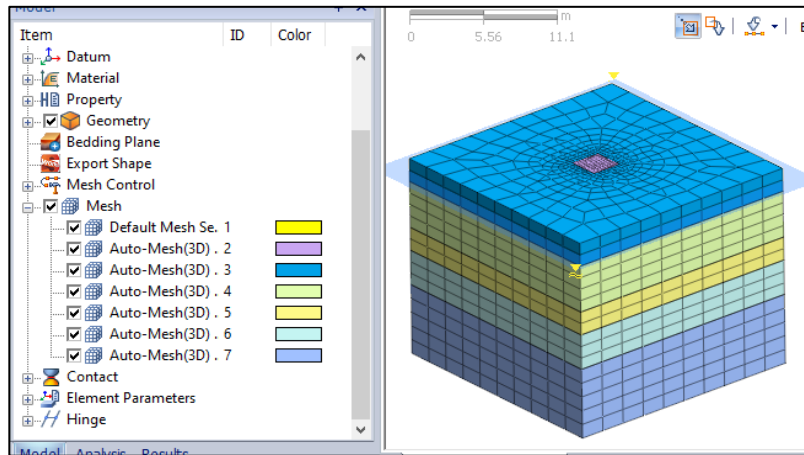 Model
Item ID Color
Datum
Material
Property
Geometry
Bedding Plane
Export Shape
Mesh Control
Mesh
Default Mesh Se. 1
Auto-Mesh(3D) . 2
Auto-Mesh(3D) . 3
Auto-Mesh(3D) . 4
Auto-Mesh(3D) . 5
Auto-Mesh(3D) . 6
Auto-Mesh(3D) . 7
Contact
Element Parameters
Hinge
Model Analysis Results
m
0 5.56 11.1